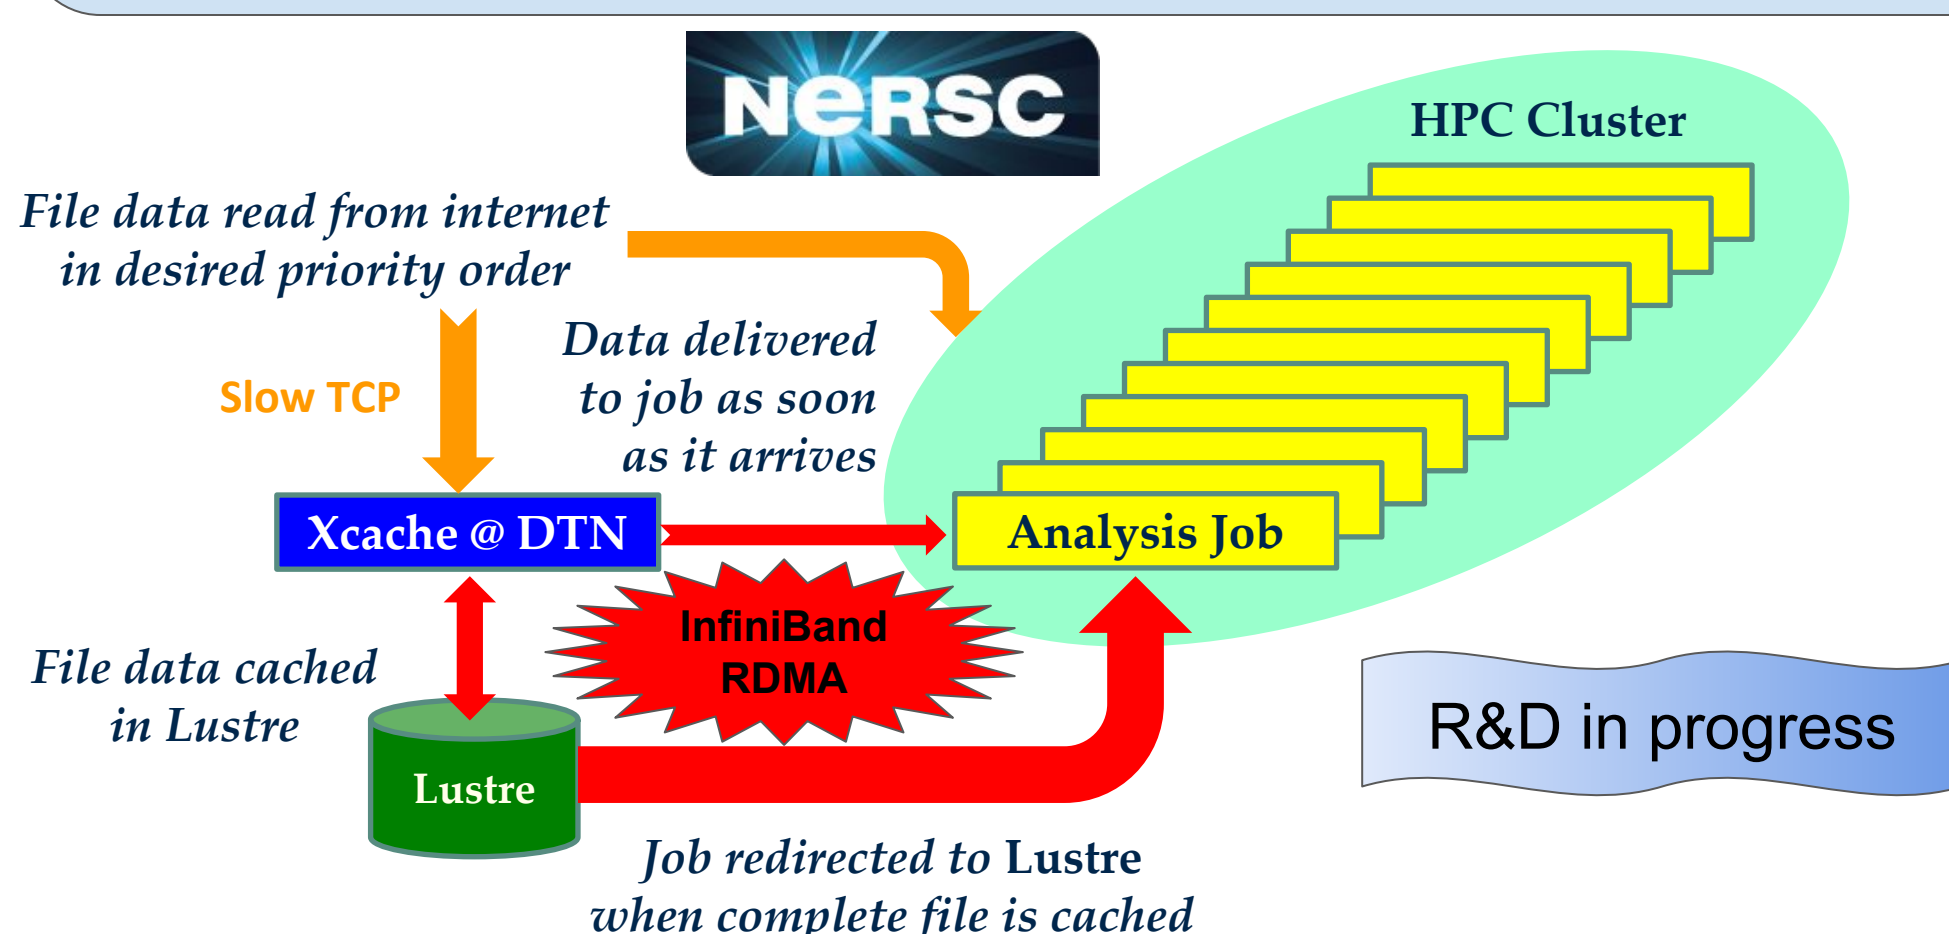 NeRSC
HPC Cluster
File data read from internet
in desired priority order
Slow TCP
Data delivered
to job as soon
as it arrives
Xcache @ DTN
Analysis Job
InfiniBand
RDMA
File data cached
in Lustre
Lustre
R&D in progress
Job redirected to Lustre
when complete file is cached